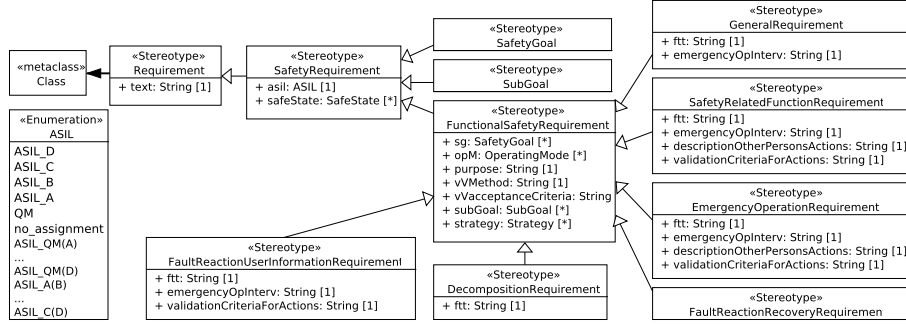 «metaclass»
Class
«Enumeration»
ASIL
ASIL_D
ASIL_C
ASIL_B
ASIL_A
QM
no_assignment
ASIL_QM(A)
...
ASIL_QM(D)
ASIL_A(B)
...
ASIL_C(D)
«Stereotype»
Requirement
+ text: String [1]
«Stereotype»
SafetyRequirement
+ asil: ASIL [1]
+ safeState: SafeState [*]
«Stereotype»
SafetyGoal
«Stereotype»
SubGoal
«Stereotype»
FunctionalSafetyRequirement
+ sg: SafetyGoal [*]
+ opM: OperatingMode [*]
+ purpose: String [1]
+ vVMethod: String [1]
+ vVacceptanceCriteria: String
+ subGoal: SubGoal [*]
+ strategy: Strategy [*]
«Stereotype»
FaultReactionUserInformationRequirement
+ ftt: String [1]
+ emergencyOpInterv: String [1]
+ validationCriteriaForActions: String [1]
«Stereotype»
DecompositionRequirement
+ ftt: String [1]
«Stereotype»
GeneralRequirement
+ ftt: String [1]
+ emergencyOpInterv: String [1]
«Stereotype»
SafetyRelatedFunctionRequirement
+ ftt: String [1]
+ emergencyOpInterv: String [1]
+ descriptionOtherPersonsActions: String [1]
+ validationCriteriaForActions: String [1]
«Stereotype»
EmergencyOperationRequirement
+ ftt: String [1]
+ emergencyOpInterv: String [1]
+ descriptionOtherPersonsActions: String [1]
+ validationCriteriaForActions: String [1]
«Stereotype»
FaultReactionRecoveryRequiremen